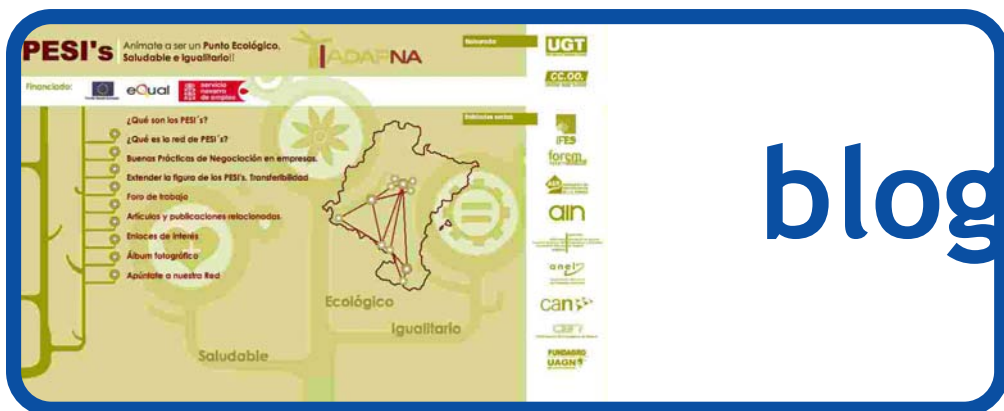 PESI's
Anímate a ser un Punto Ecológico,
Saludable e Igualitario!!
ADAPNA
Financiado:
eQual
servicio
navarro
de empleo
¿Qué son los PESI´s?
¿Qué es la red de PESI´s?
Buenas Prácticas de Negociación en empresas.
Extender la figura de los PESI's. Transferibilidad
Foro de trabajo
Artículos y publicaciones relacionadas.
Enlaces de interés
Álbum fotográfico
Apúntate a nuestra Red
Ecológico
Igualitario
Saludable
UGT
CC.OO.
IFES
forem
ain
anel
can
FUNDAGRO
UAGN
blog